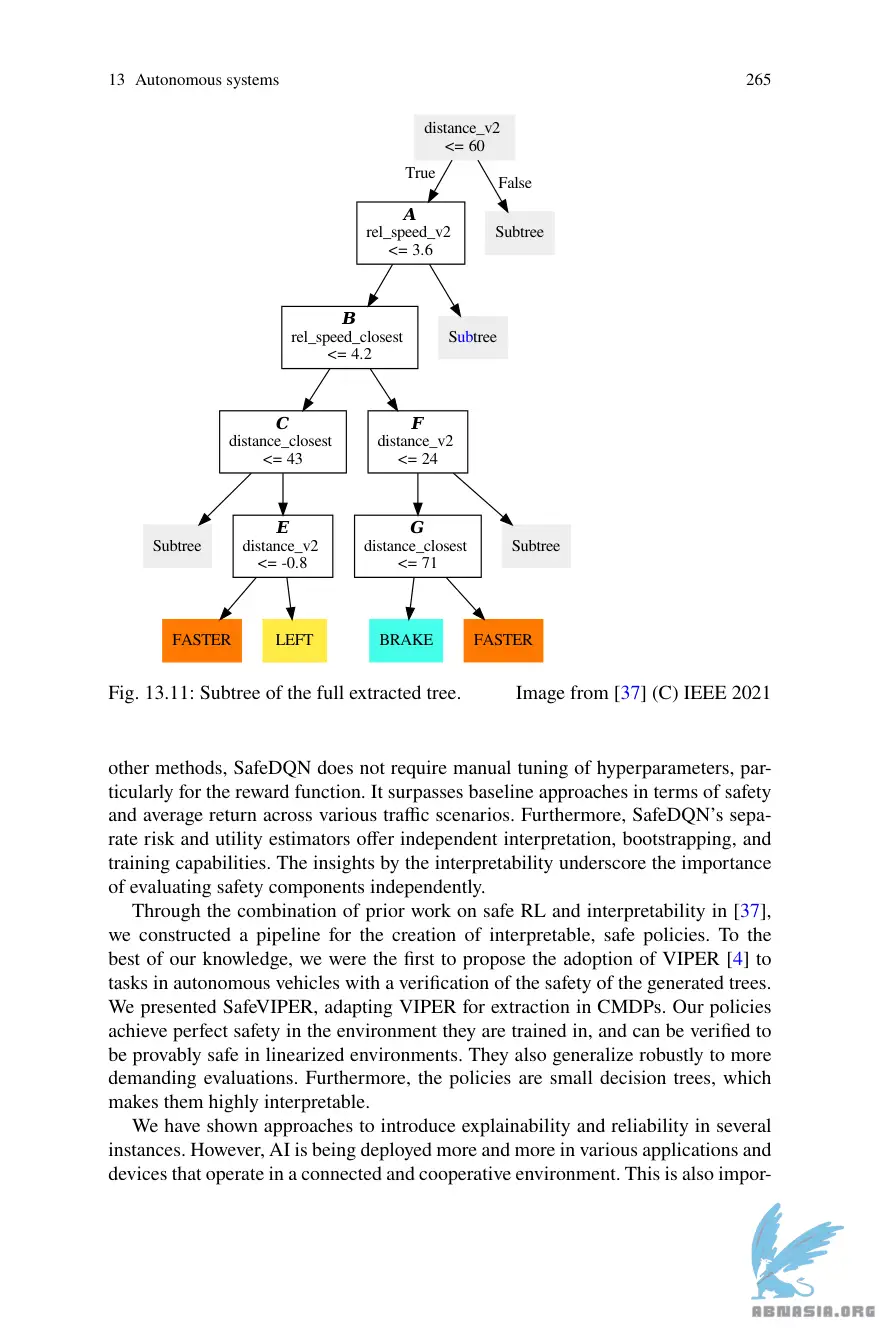 13 Autonomous systems 265
distance_v2
<= 60
True
False
A
rel_speed_v2
<= 3.6
Subtree
B
rel_speed_closest
<= 4.2
Subtree
C
distance_closest
<= 43
F
distance_v2
<= 24
Subtree
E
distance_v2
<= -0.8
G
distance_closest
<= 71
Subtree
FASTER
LEFT
BRAKE
FASTER
Fig. 13.11: Subtree of the full extracted tree. Image from [37] (C) IEEE 2021
other methods, SafeDQN does not require manual tuning of hyperparameters, par-
ticularly for the reward function. It surpasses baseline approaches in terms of safety
and average return across various traffic scenarios. Furthermore, SafeDQN's sepa-
rate risk and utility estimators offer independent interpretation, bootstrapping, and
training capabilities. The insights by the interpretability underscore the importance
of evaluating safety components independently.
Through the combination of prior work on safe RL and interpretability in [37],
we constructed a pipeline for the creation of interpretable, safe policies. To the
best of our knowledge, we were the first to propose the adoption of VIPER [4] to
tasks in autonomous vehicles with a verification of the safety of the generated trees.
We presented SafeVIPER, adapting VIPER for extraction in CMDPs. Our policies
achieve perfect safety in the environment they are trained in, and can be verified to
be provably safe in linearized environments. They also generalize robustly to more
demanding evaluations. Furthermore, the policies are small decision trees, which
makes them highly interpretable.
We have shown approaches to introduce explainability and reliability in several
instances. However, AI is being deployed more and more in various applications and
devices that operate in a connected and cooperative environment. This is also impor-
ABNASIA.ORG